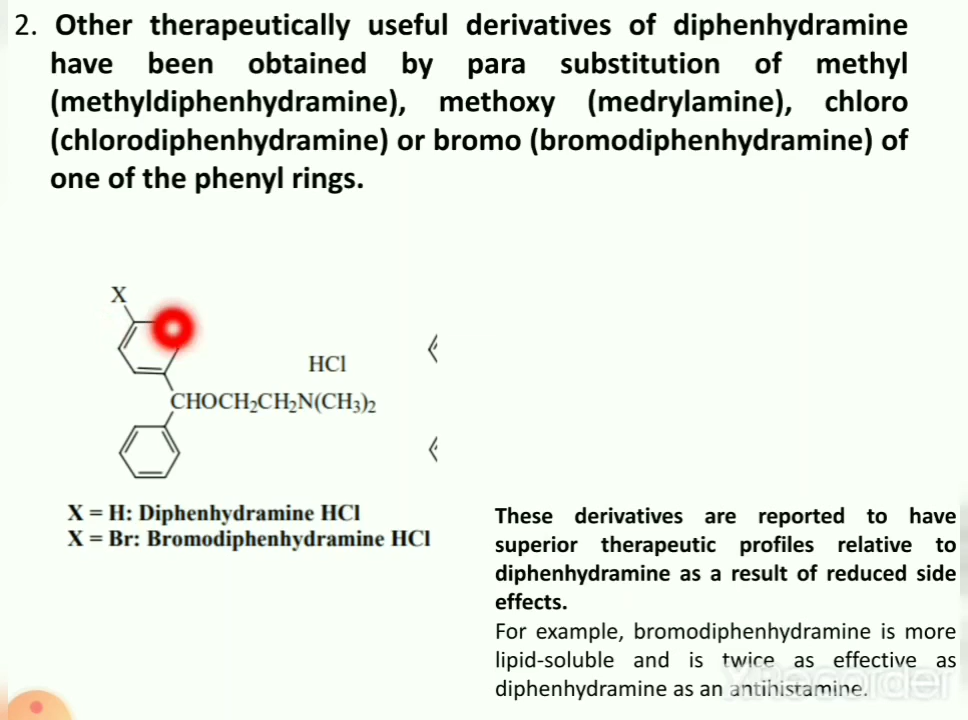 2. Other therapeutically useful derivatives of diphenhydramine
have been obtained by para substitution of methyl
(methyldiphenhydramine), methoxy (medrylamine), chloro
(chlorodiphenhydramine) or bromo (bromodiphenhydramine) of
one of the phenyl rings.
X
HCl
CHOCH₂CH₂N(CH₃)₂
X = H: Diphenhydramine HCl
X = Br: Bromodiphenhydramine HCl
These derivatives are reported to have
superior therapeutic profiles relative to
diphenhydramine as a result of reduced side
effects.
For example, bromodiphenhydramine is more
lipid-soluble and is twice as effective as
diphenhydramine as an antihistamine.